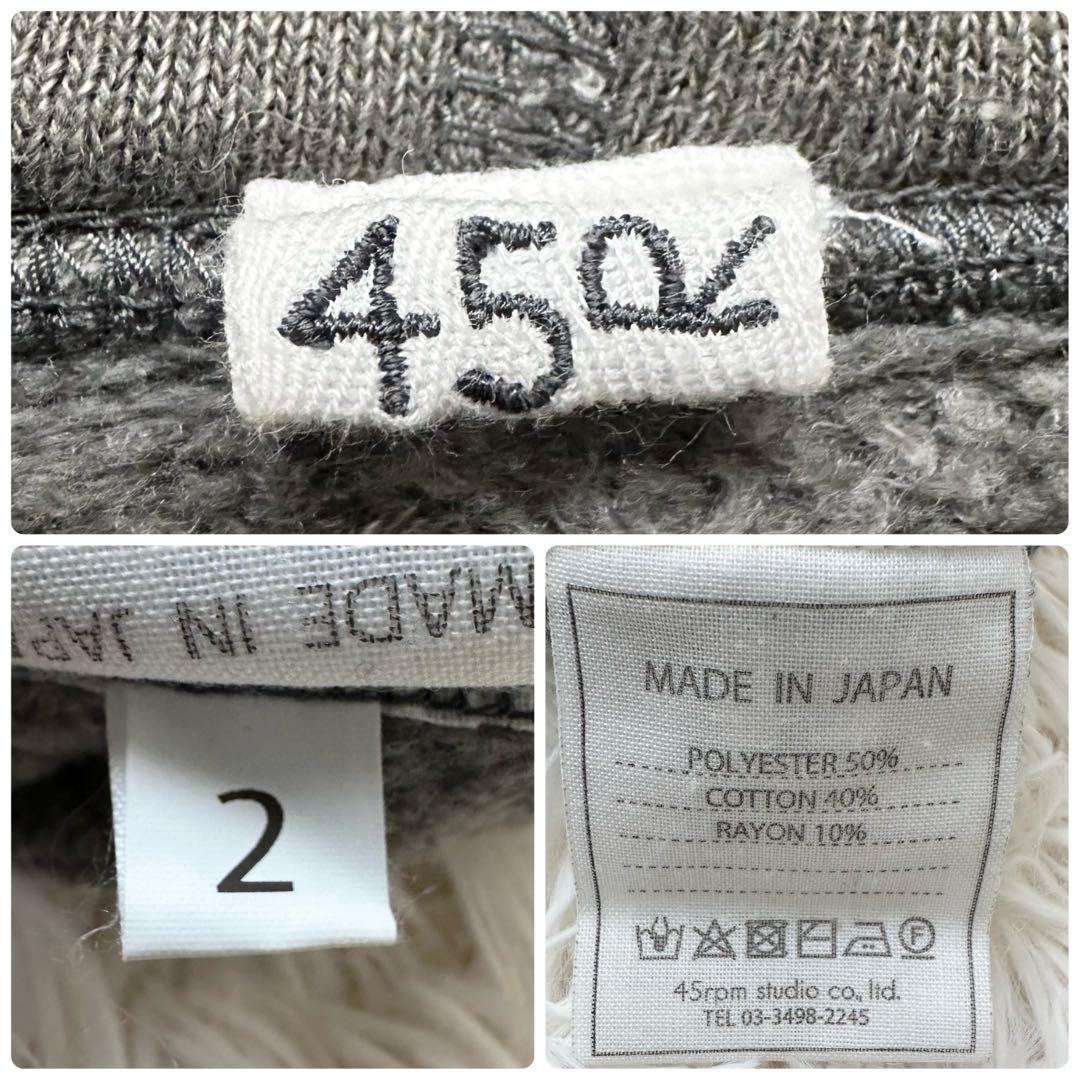 45R
MADE IN JAP
2
MADE IN JAPAN
POLYESTER 50%
COTTON 40%
RAYON 10%
45rpm studio co., ltd.
TEL 03-3498-2245